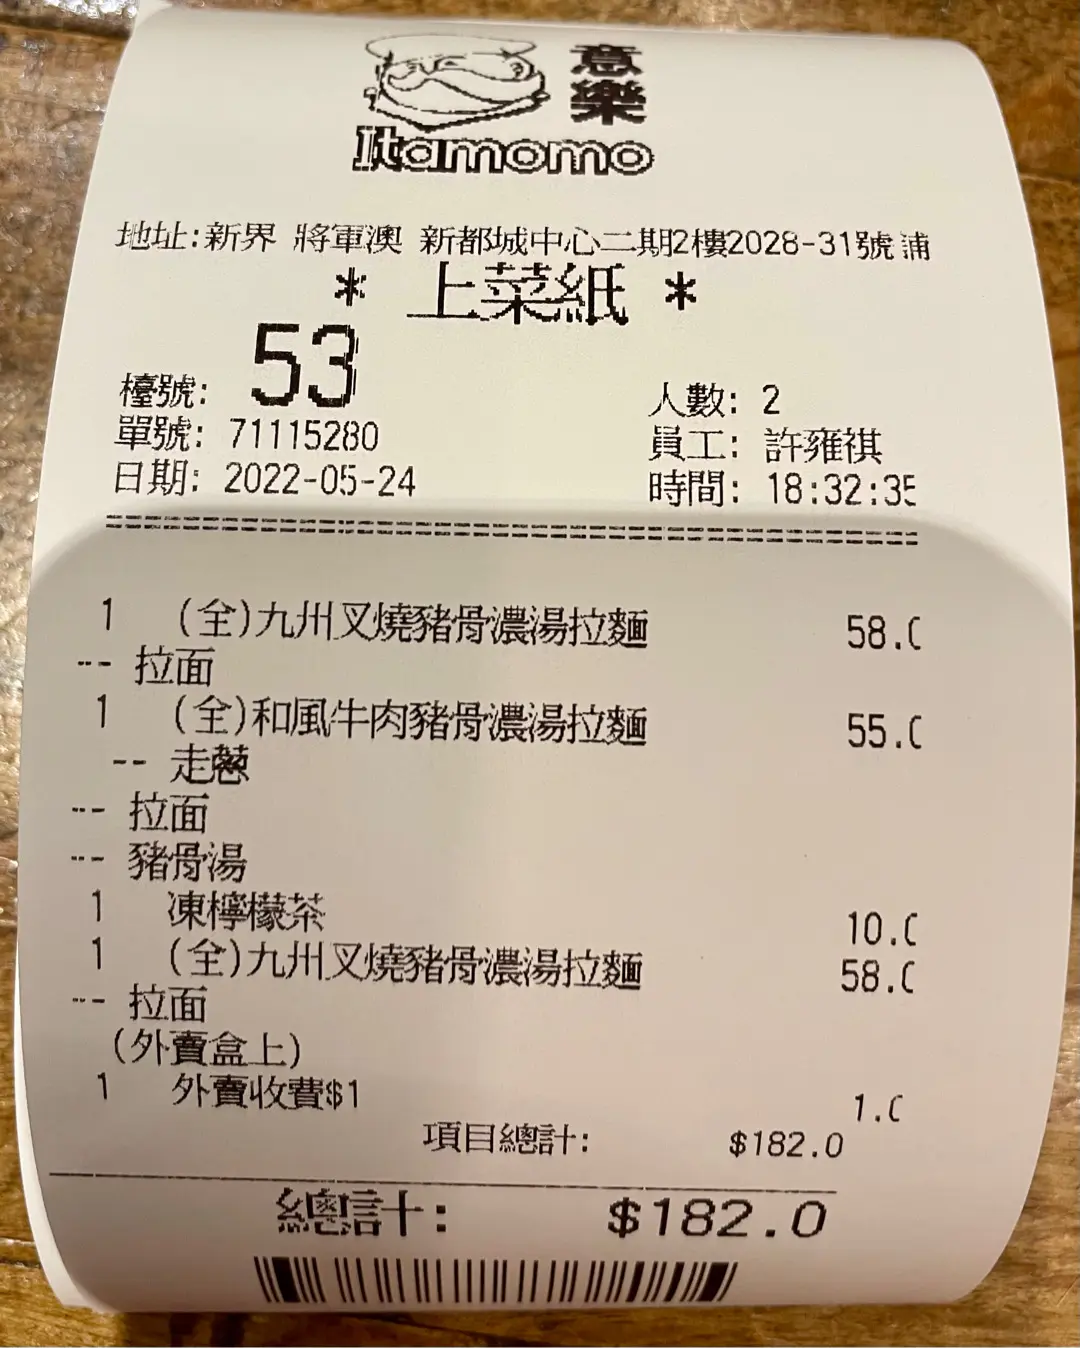 意樂
Itamomo
地址:新界 將軍澳 新都城中心二期2樓2028-31號浦
* 上菜紙 *
檯號: 53 人數: 2
單號: 71115280 員工: 許雍祺
日期: 2022-05-24 時間: 18:32:35
1 (全)九州叉燒豬骨濃湯拉麵 58.0
-- 拉面
1 (全)和風牛肉豬骨濃湯拉麵 55.0
-- 走蔥
-- 拉面
-- 豬骨湯
1 凍檸檬茶 10.0
1 (全)九州叉燒豬骨濃湯拉麵 58.0
-- 拉面
(外賣盒上)
1 外賣收費$1 1.0
項目總計: $182.0
總計: $182.0